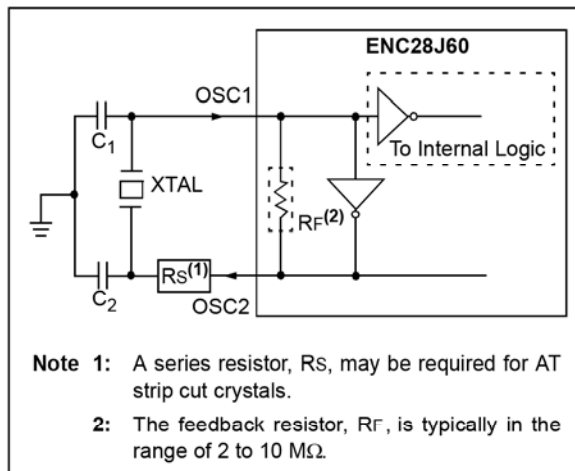 ENC28J60
OSC1
C1
To Internal Logic
XTAL
RF(2)
C2
RS(1)
OSC2
Note 1: A series resistor, RS, may be required for AT
strip cut crystals.
2: The feedback resistor, RF, is typically in the
range of 2 to 10 MΩ.